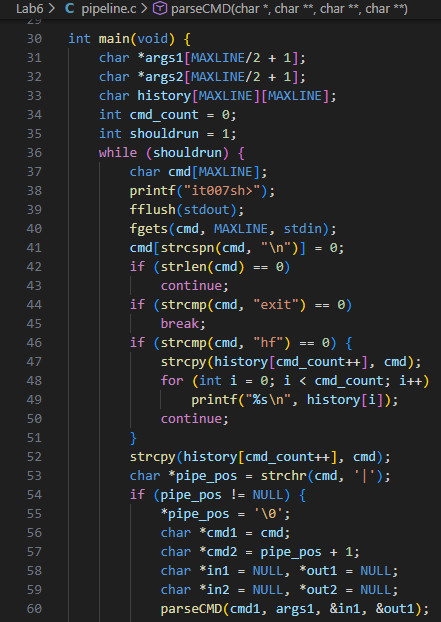 Lab6 > C pipeline.c > parseCMD(char *, char **, char **, char **)
29
30 int main(void) {
31     char *args1[MAXLINE/2 + 1];
32     char *args2[MAXLINE/2 + 1];
33     char history[MAXLINE][MAXLINE];
34     int cmd_count = 0;
35     int shouldrun = 1;
36     while (shouldrun) {
37         char cmd[MAXLINE];
38         printf("it007sh>");
39         fflush(stdout);
40         fgets(cmd, MAXLINE, stdin);
41         cmd[strcspn(cmd, "\n")] = 0;
42         if (strlen(cmd) == 0)
43             continue;
44         if (strcmp(cmd, "exit") == 0)
45             break;
46         if (strcmp(cmd, "hf") == 0) {
47             strcpy(history[cmd_count++], cmd);
48             for (int i = 0; i < cmd_count; i++)
49                 printf("%s\n", history[i]);
50             continue;
51         }
52         strcpy(history[cmd_count++], cmd);
53         char *pipe_pos = strchr(cmd, '|');
54         if (pipe_pos != NULL) {
55             *pipe_pos = '\0';
56             char *cmd1 = cmd;
57             char *cmd2 = pipe_pos + 1;
58             char *in1 = NULL, *out1 = NULL;
59             char *in2 = NULL, *out2 = NULL;
60             parseCMD(cmd1, args1, &in1, &out1);